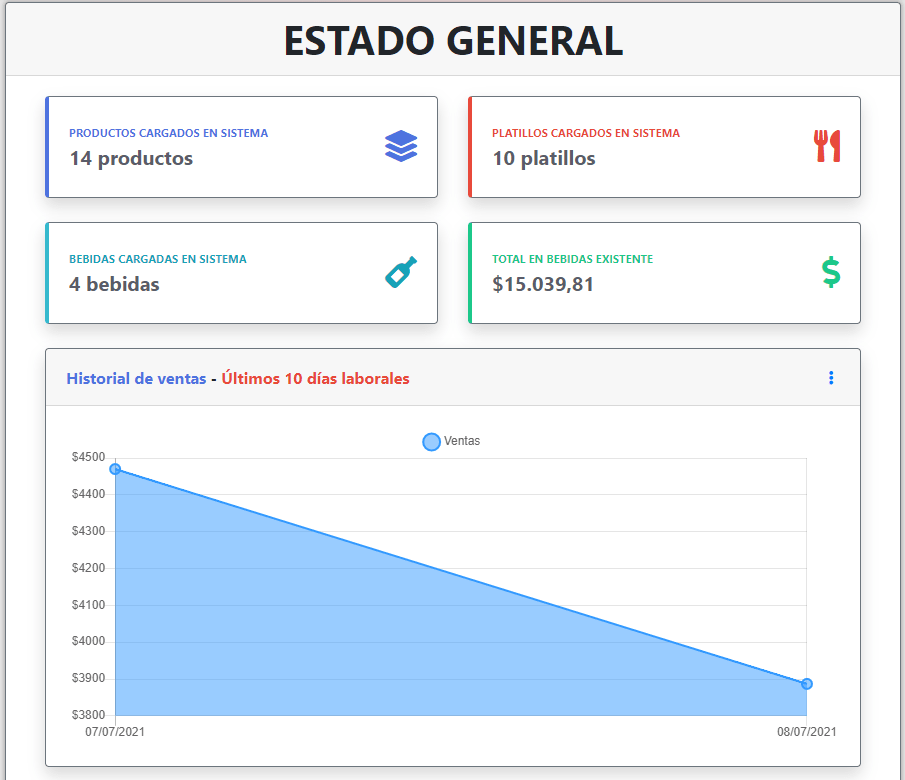 ESTADO GENERAL
PRODUCTOS CARGADOS EN SISTEMA
14 productos
PLATILLOS CARGADOS EN SISTEMA
10 platillos
BEBIDAS CARGADAS EN SISTEMA
4 bebidas
TOTAL EN BEBIDAS EXISTENTE
$15.039,81
Historial de ventas - Últimos 10 días laborales
Ventas
$4500
$4400
$4300
$4200
$4100
$4000
$3900
$3800
07/07/2021
08/07/2021